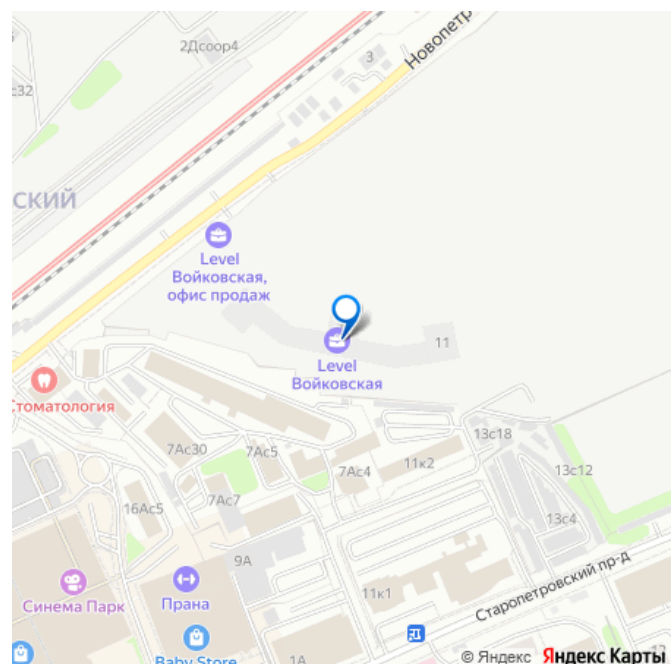 2Дсоор4
с32
3
Новопетр
СКИЙ
Level
Войковская,
офис продаж
11
Level
Войковская
Стоматология
13с18
7Ас30
7Ас5
7Ас4
11к2
13с12
16Ас5
7Ас7
13с4
9А
Синема Парк
Прана
11к1
Старопетровский пр-д
Baby Store
1А
© Яндекс Яндекс Карты